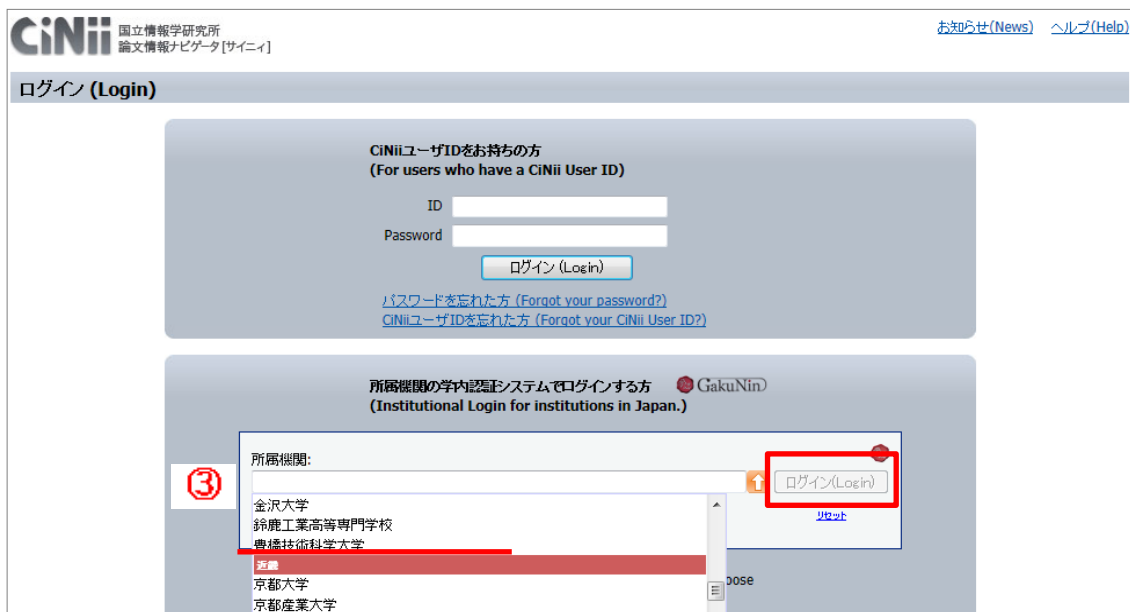 CiNii 国立情報学研究所
論文情報ナビゲータ[サイニィ]
お知らせ(News) ヘルプ(Help)
ログイン (Login)
CiNiiユーザIDをお持ちの方
(For users who have a CiNii User ID)
ID
Password
ログイン (Login)
パスワードを忘れた方 (Forgot your password?)
CiNiiユーザIDを忘れた方 (Forgot your CiNii User ID?)
所属機関の学内認証システムでログインする方 GakuNin
(Institutional Login for institutions in Japan.)
所属機関:
③
ログイン(Login)
金沢大学
リセット
鈴鹿工業高等専門学校
豊橋技術科学大学
近畿
京都大学
京都産業大学